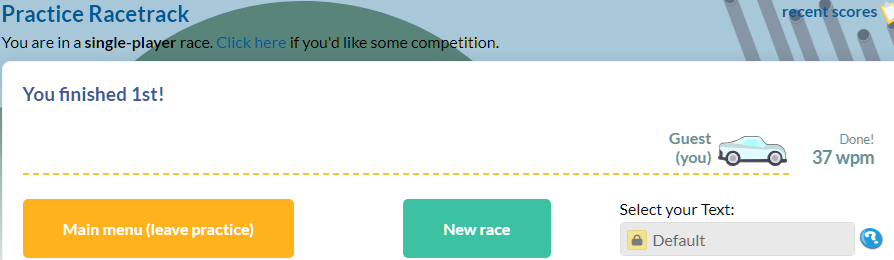 Practice Racetrack
recent scores
You are in a single-player race. Click here if you'd like some competition.
You finished 1st!
Guest
(you)
Done!
37 wpm
Main menu (leave practice)
New race
Select your Text:
Default
?